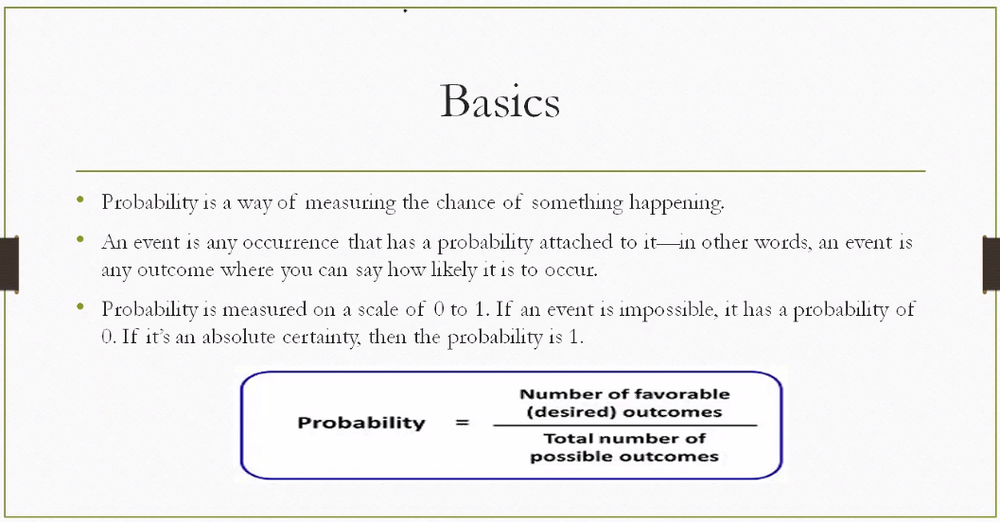 Basics
• Probability is a way of measuring the chance of something happening.
• An event is any occurrence that has a probability attached to it—in other words, an event is
any outcome where you can say how likely it is to occur.
• Probability is measured on a scale of 0 to 1. If an event is impossible, it has a probability of
0. If it's an absolute certainty, then the probability is 1.
Number of favorable
(desired) outcomes
Probability =
Total number of
possible outcomes